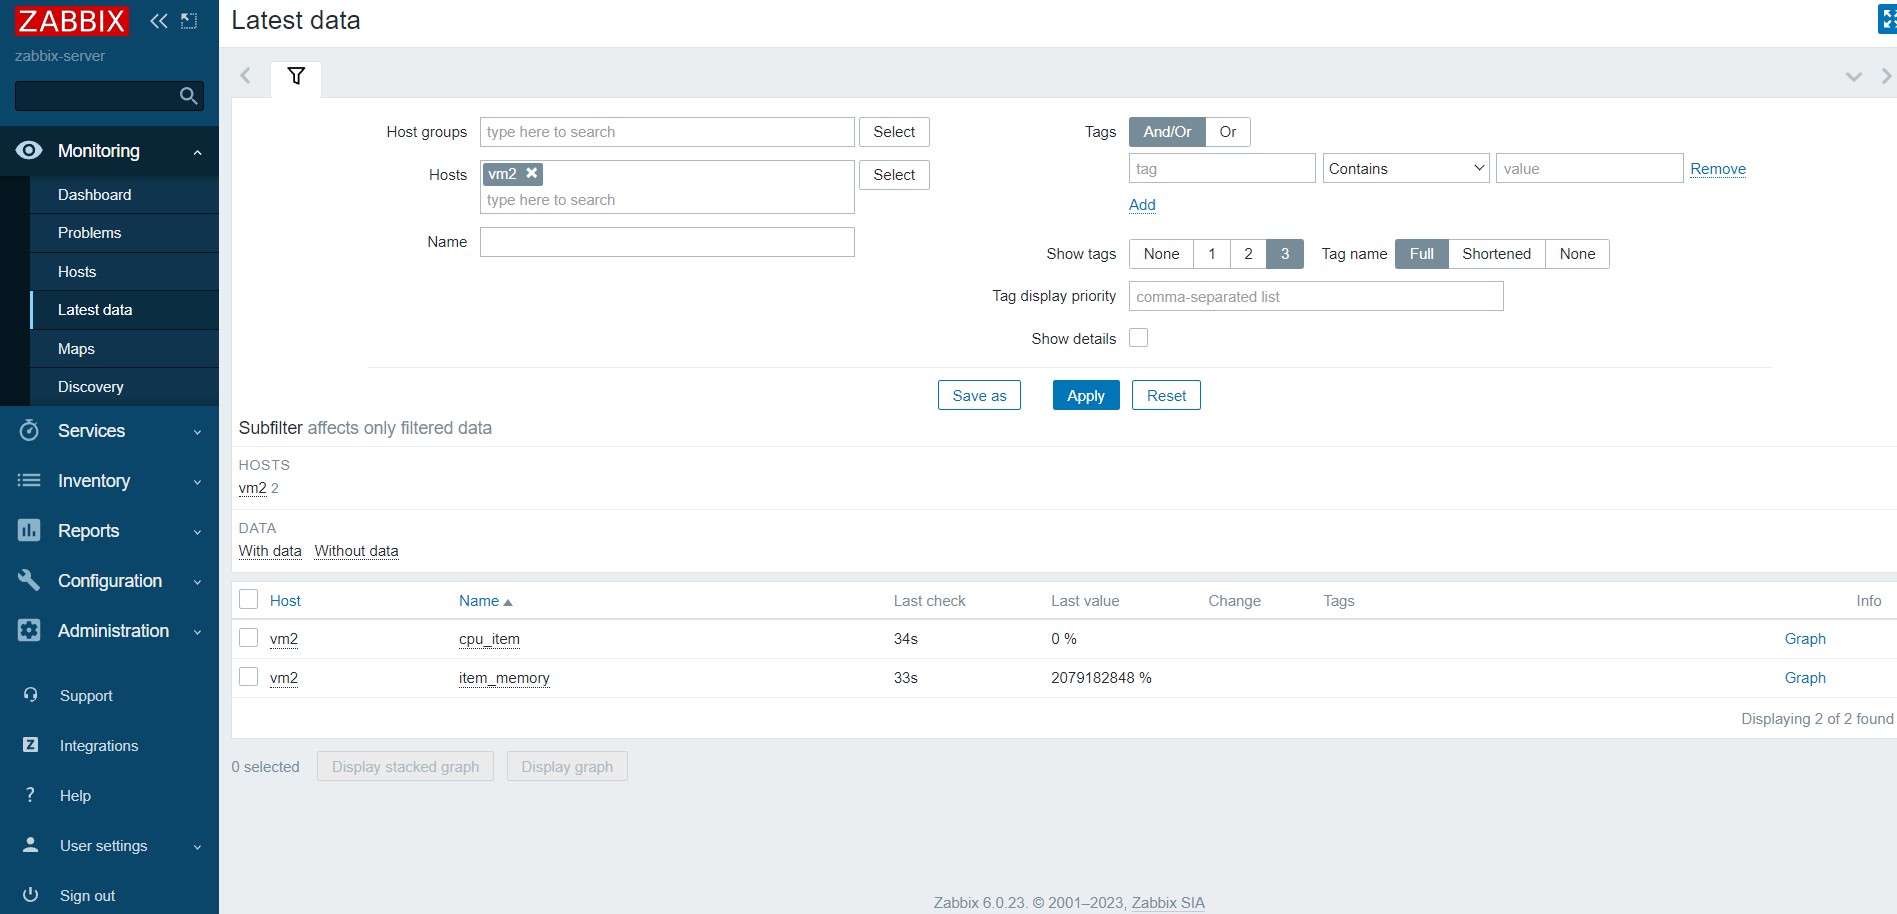 ZABBIX
zabbix-server
Monitoring
Dashboard
Problems
Hosts
Latest data
Maps
Discovery
Services
Inventory
Reports
Configuration
Administration
Support
Z Integrations
? Help
User settings
Sign out
Latest data
Host groups type here to search Select
Hosts vm2 Select
type here to search
Name
Tags And/Or Or
tag Contains value Remove
Add
Show tags None 1 2 3 Tag name Full Shortened None
Tag display priority comma-separated list
Show details
Save as Apply Reset
Subfilter affects only filtered data
HOSTS
vm2 2
DATA
With data Without data
Host Name Last check Last value Change Tags Info
vm2 cpu_item 34s 0 % Graph
vm2 item_memory 33s 2079182848 % Graph
Displaying 2 of 2 found
0 selected Display stacked graph Display graph
Zabbix 6.0.23. © 2001–2023, Zabbix SIA